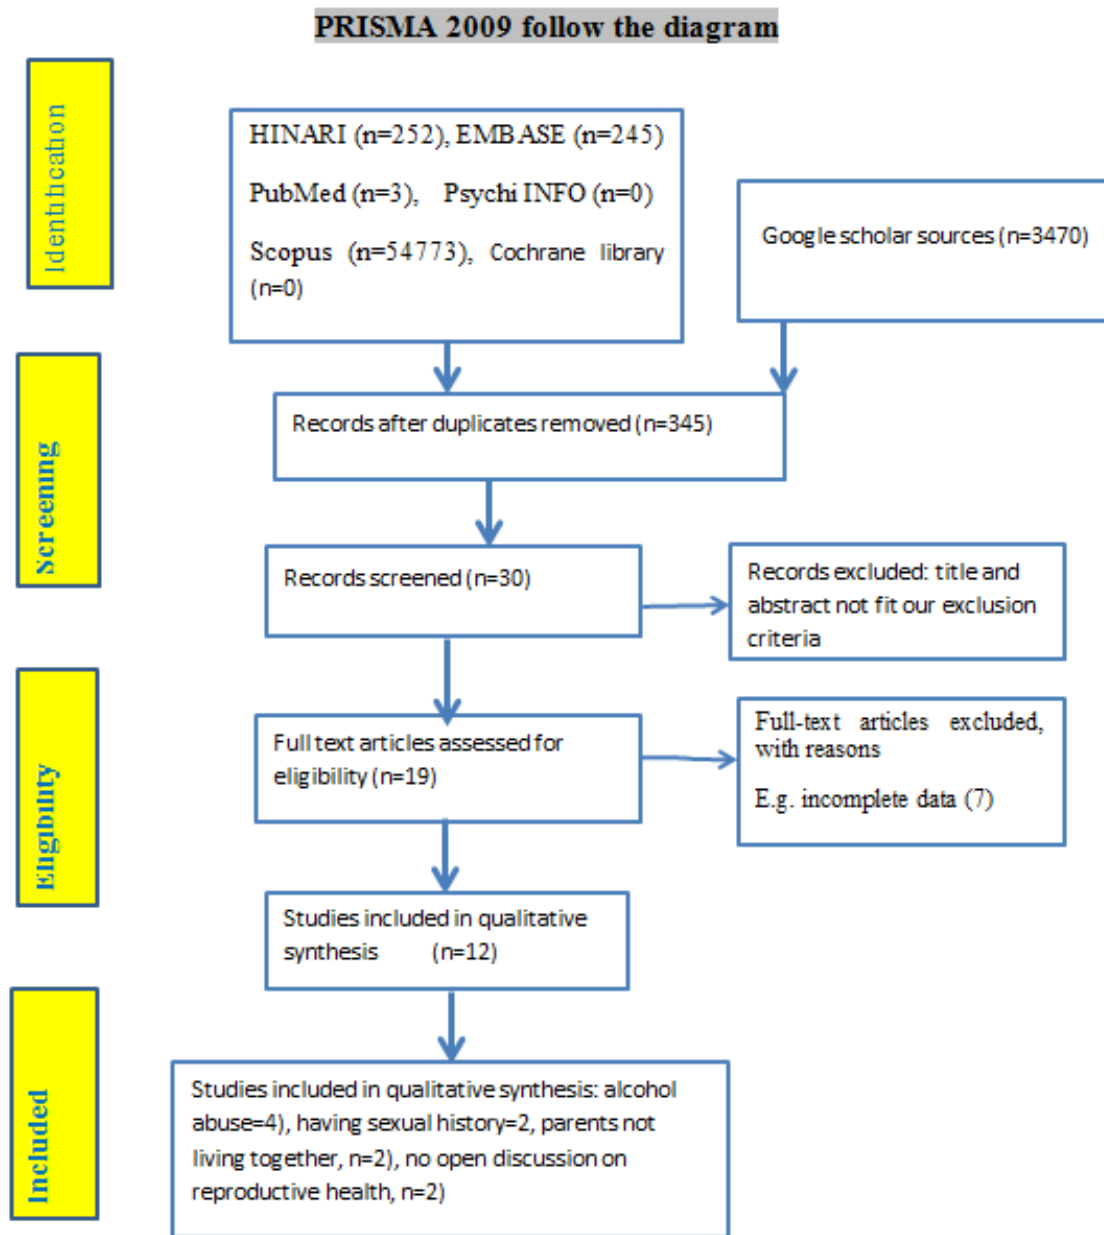 PRISMA 2009 follow the diagram
Identification
HINARI (n=252), EMBASE (n=245)
PubMed (n=3), Psychi INFO (n=0)
Scopus (n=54773), Cochrane library
(n=0)
Google scholar sources (n=3470)
Screening
Records after duplicates removed (n=345)
Records screened (n=30)
Records excluded: title and
abstract not fit our exclusion
criteria
Eligibility
Full text articles assessed for
eligibility (n=19)
Full-text articles excluded,
with reasons
E.g. incomplete data (7)
Studies included in qualitative
synthesis (n=12)
Included
Studies included in qualitative synthesis: alcohol
abuse=4), having sexual history=2, parents not
living together, n=2), no open discussion on
reproductive health, n=2)